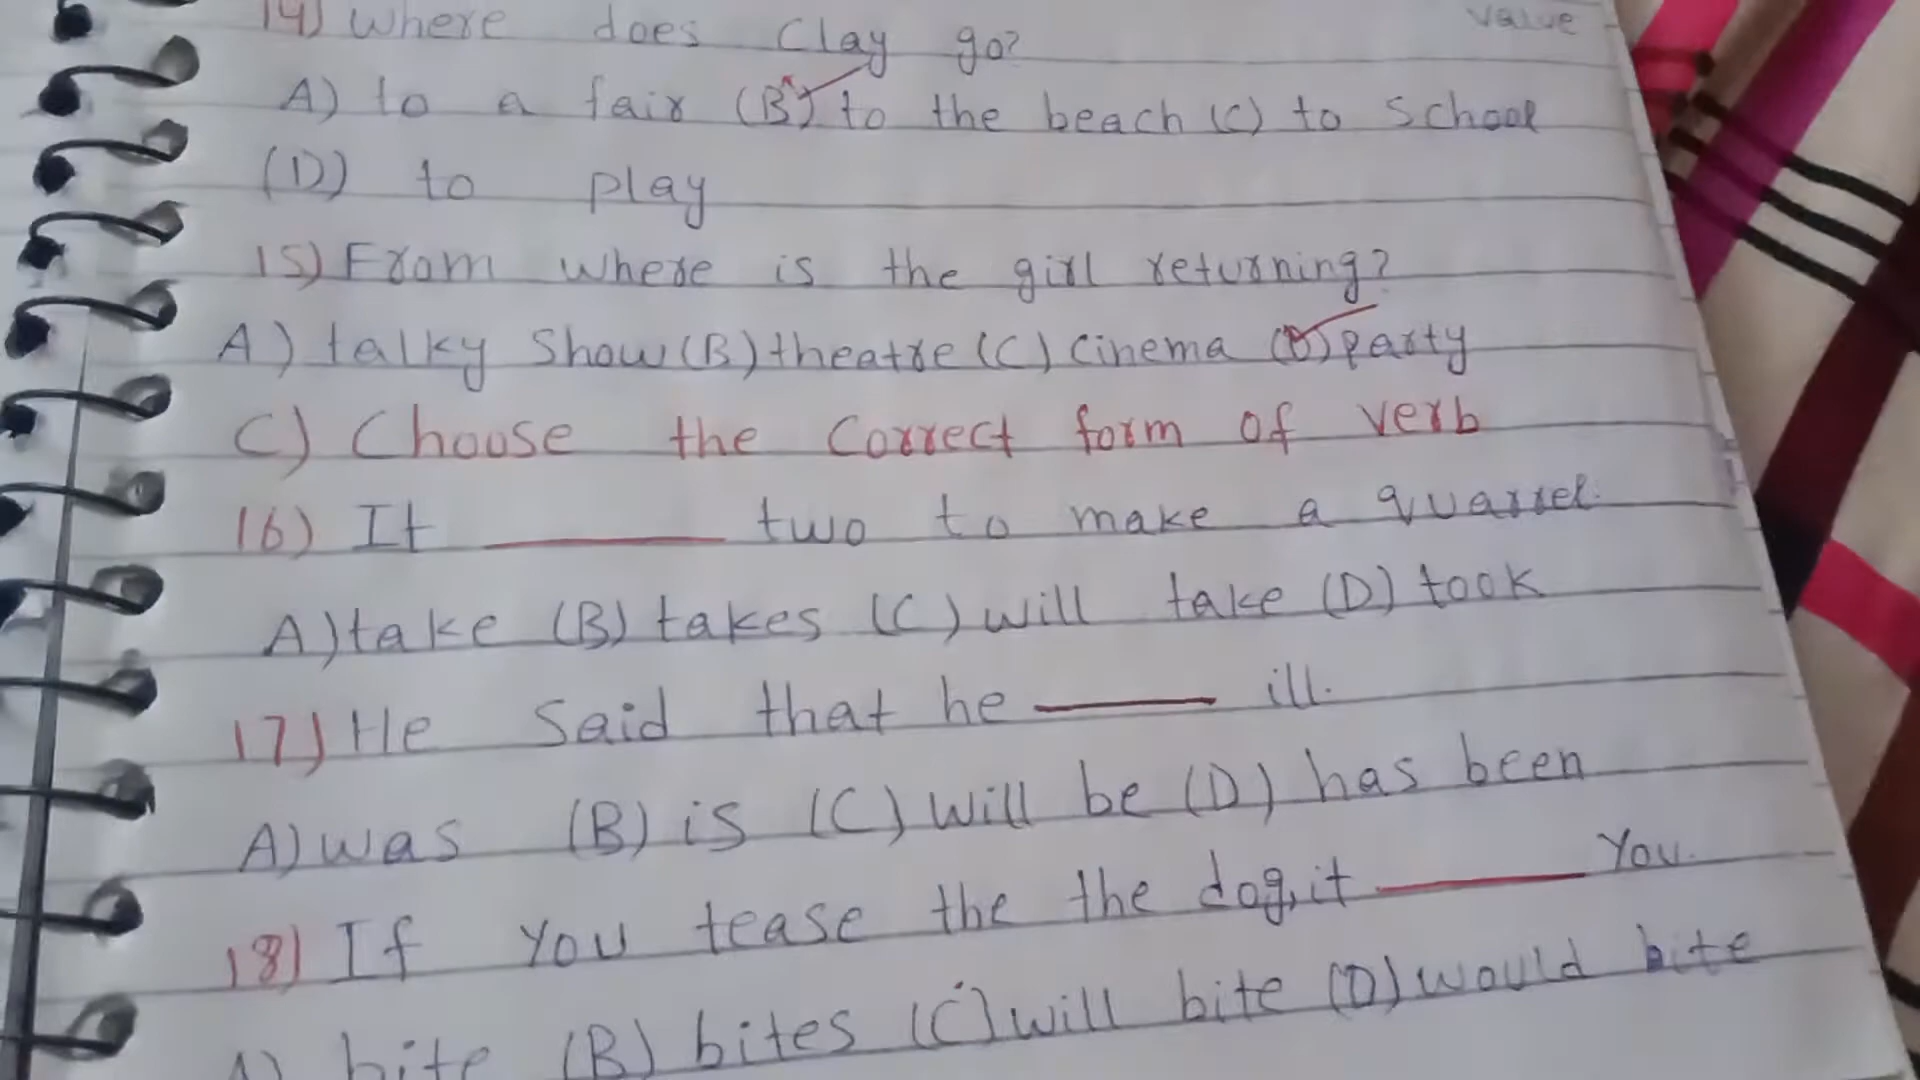 value
14) Where does Clay go?
A) to a fair (B) to the beach (C) to school
(D) to play
15) From where is the girl returning?
A) talky show (B) theatre (C) cinema (D) party
C) Choose the correct form of verb
16) It ______ two to make a quarrel.
A) take (B) takes (C) will take (D) took
17) He said that he ______ ill.
A) was (B) is (C) will be (D) has been
18) If you tease the the dog, it ______ you.
A) bite (B) bites (C) will bite (D) would bite